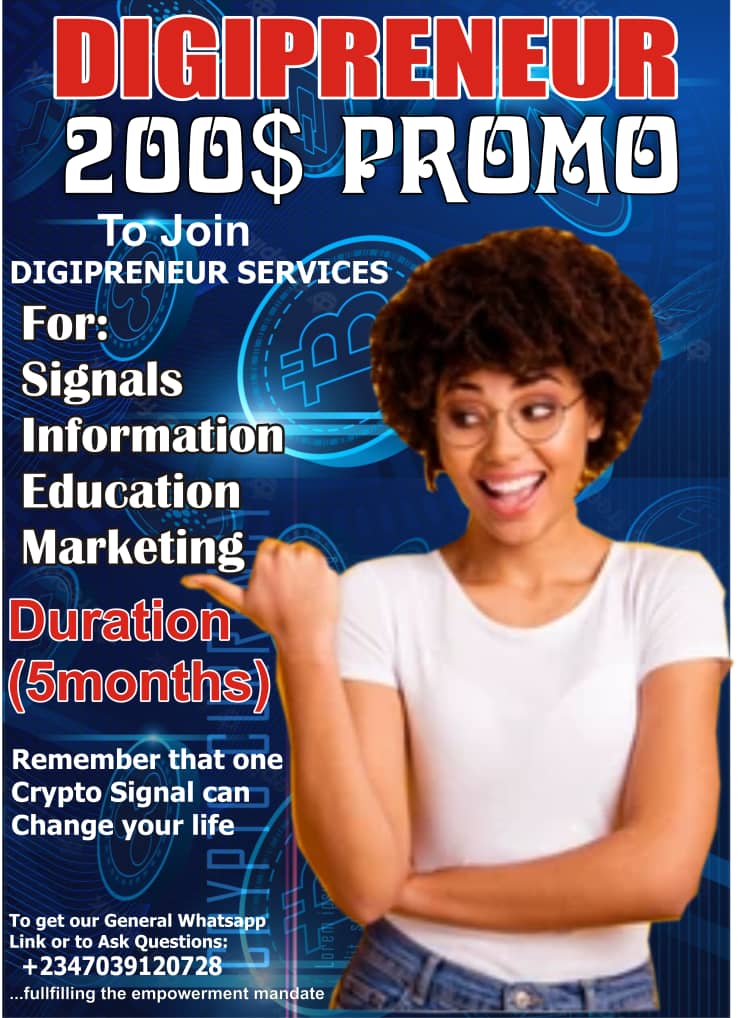 DIGIPRENEUR
200$ PROMO
To Join
DIGIPRENEUR SERVICES
For:
Signals
Information
Education
Marketing
Duration
(5months)
Remember that one
Crypto Signal can
Change your life
To get our General Whatsapp
Link or to Ask Questions:
+2347039120728
...fullfilling the empowerment mandate
CRYPTOCURRENCY